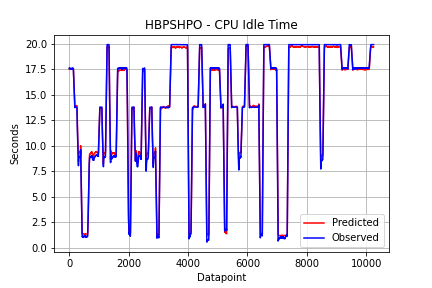 HBPSHPO - CPU Idle Time
20.0
17.5
15.0
12.5
10.0
7.5
5.0
2.5
0.0
Seconds
0 2000 4000 6000 8000 10000
Datapoint
Predicted
Observed